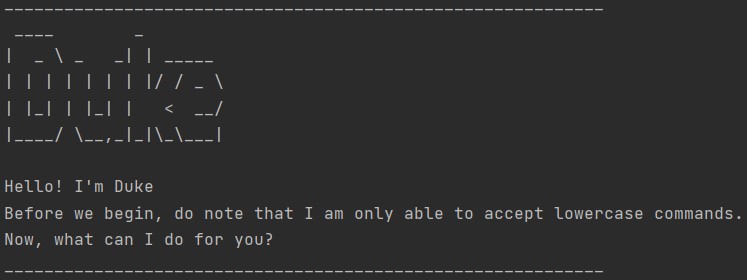 ____________________________________________________________
 ____        _
|  _ \ _   _| | _____
| | | | | | | |/ / _ \
| |_| | |_| |   <  __/
|____/ \__,_|_|\_\___|

Hello! I'm Duke
Before we begin, do note that I am only able to accept lowercase commands.
Now, what can I do for you?
____________________________________________________________